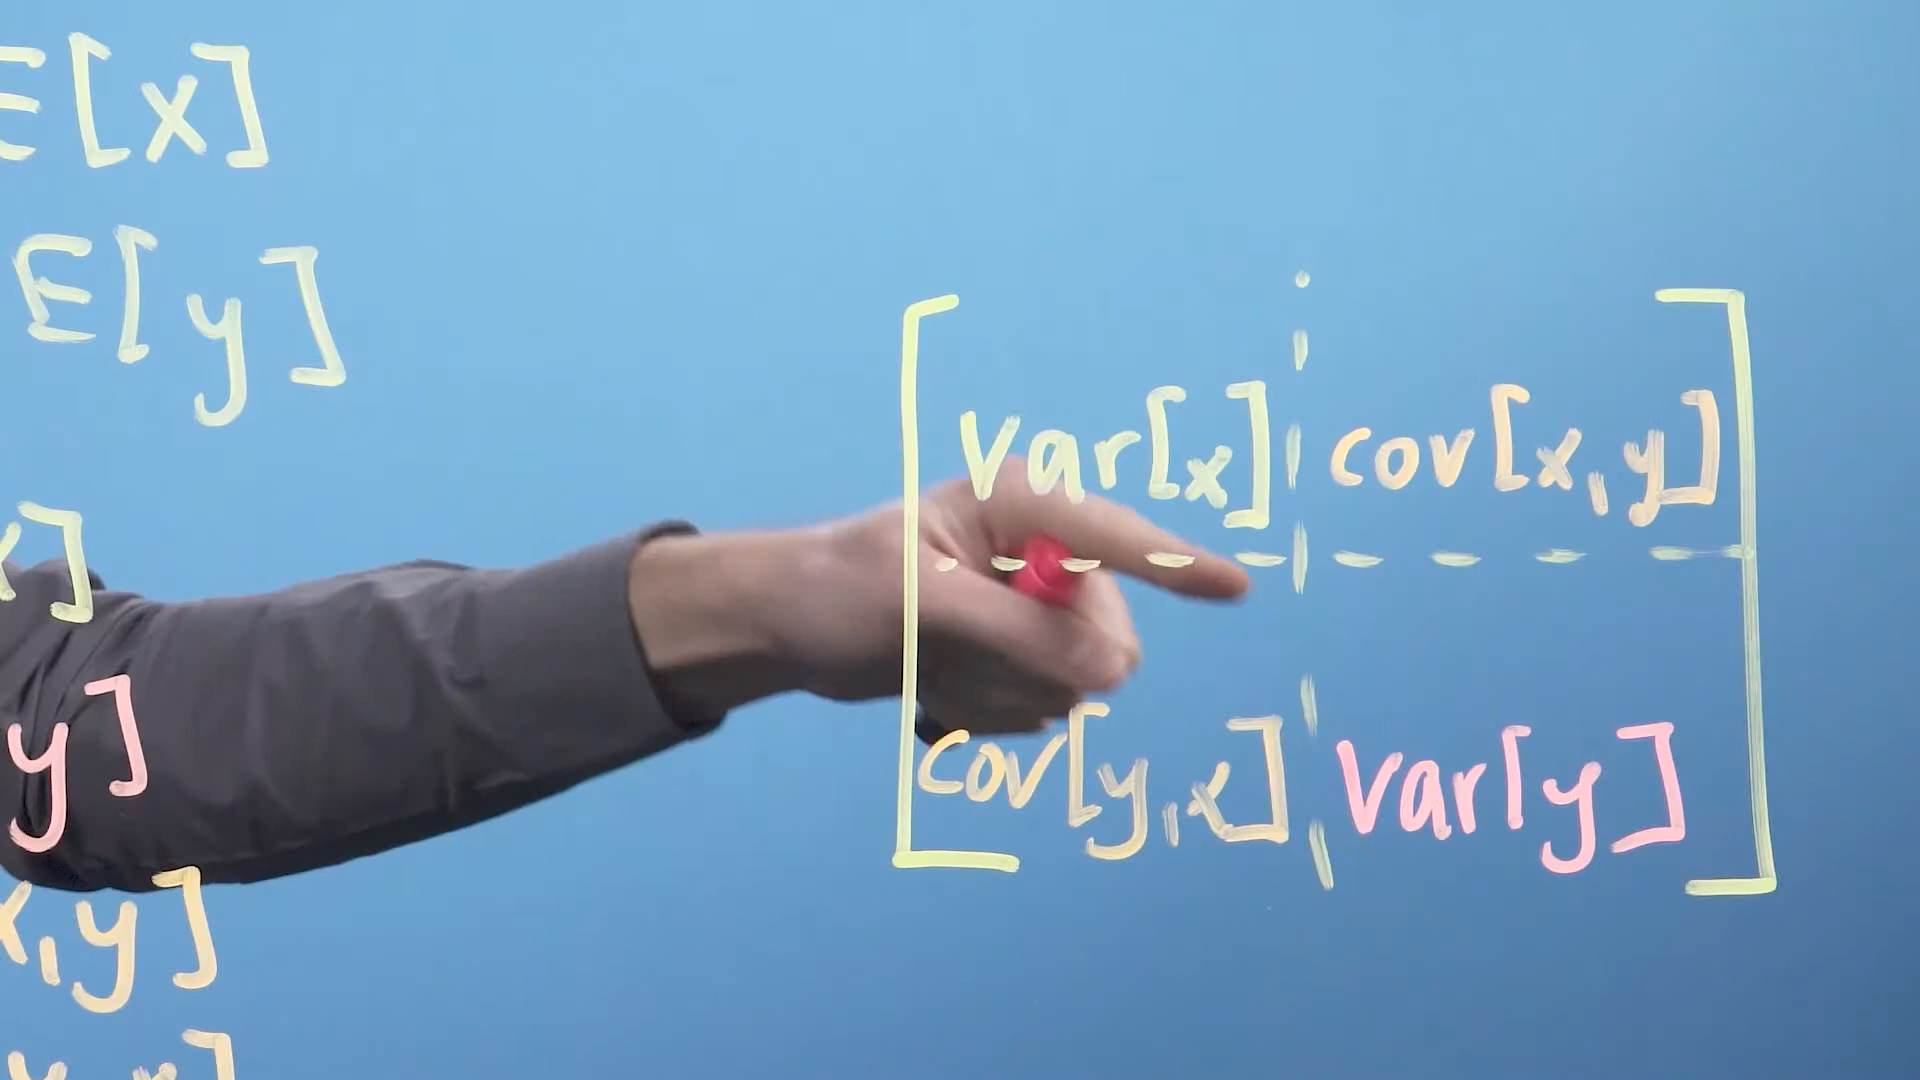 E[x]
E[y]
x]
y]
x,y]
y,x]
var[x] cov[x,y]
cov[y,x] var[y]